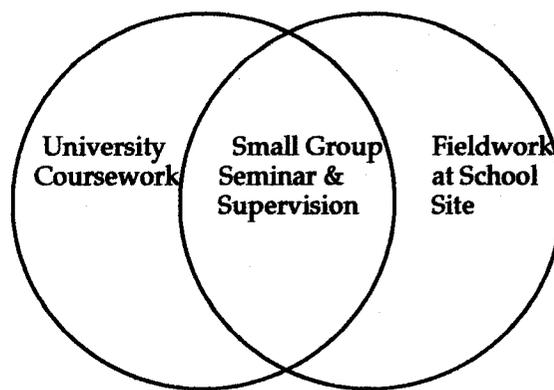 University
Coursework
Small Group
Seminar &
Supervision
Fieldwork
at School
Site